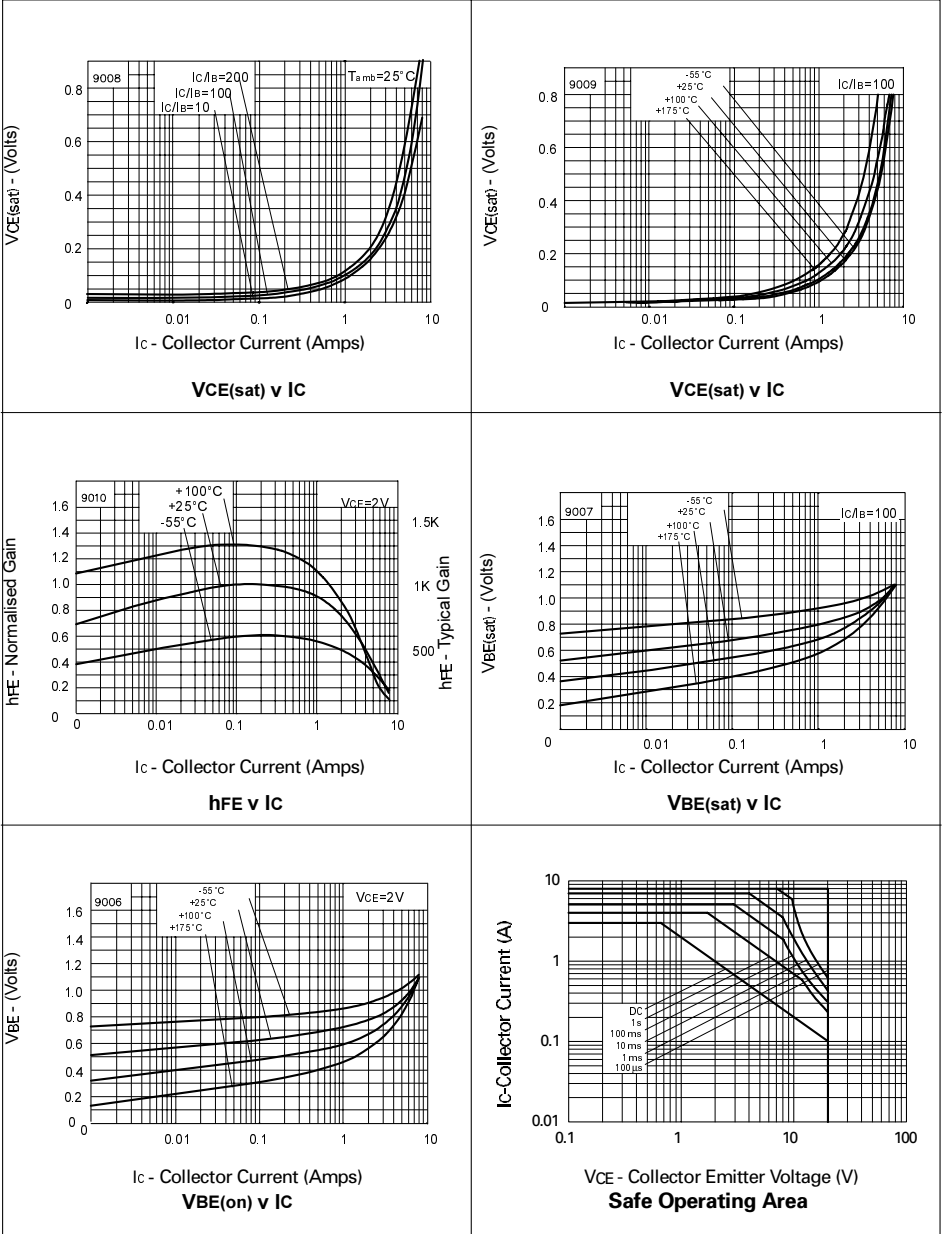 9008
IC/IB=200
IC/IB=100
IC/IB=10
Tamb=25°C
VCE(sat) - (Volts)
0.8
0.6
0.4
0.2
0
0.01
0.1
1
10
IC - Collector Current (Amps)
VCE(sat) v IC
9009
-55°C
+25°C
+100°C
+175°C
IC/IB=100
VCE(sat) - (Volts)
0.8
0.6
0.4
0.2
0
0.01
0.1
1
10
IC - Collector Current (Amps)
VCE(sat) v IC
9010
+100°C
+25°C
-55°C
VCE=2V
hFE - Normalised Gain
1.6
1.4
1.2
1.0
0.8
0.6
0.4
0.2
0
1.5K
1K
500
hFE - Typical Gain
0
0.01
0.1
1
10
IC - Collector Current (Amps)
hFE v IC
9007
-55°C
+25°C
+100°C
+175°C
IC/IB=100
VBE(sat) - (Volts)
1.6
1.4
1.2
1.0
0.8
0.6
0.4
0.2
0
0.01
0.1
1
10
IC - Collector Current (Amps)
VBE(sat) v IC
9006
-55°C
+25°C
+100°C
+175°C
VCE=2V
VBE - (Volts)
1.6
1.4
1.2
1.0
0.8
0.6
0.4
0.2
0
0
0.01
0.1
1
10
IC - Collector Current (Amps)
VBE(on) v IC
IC-Collector Current (A)
10
1
0.1
0.01
DC
1s
100ms
10ms
1ms
100µs
0.1
1
10
100
VCE - Collector Emitter Voltage (V)
Safe Operating Area